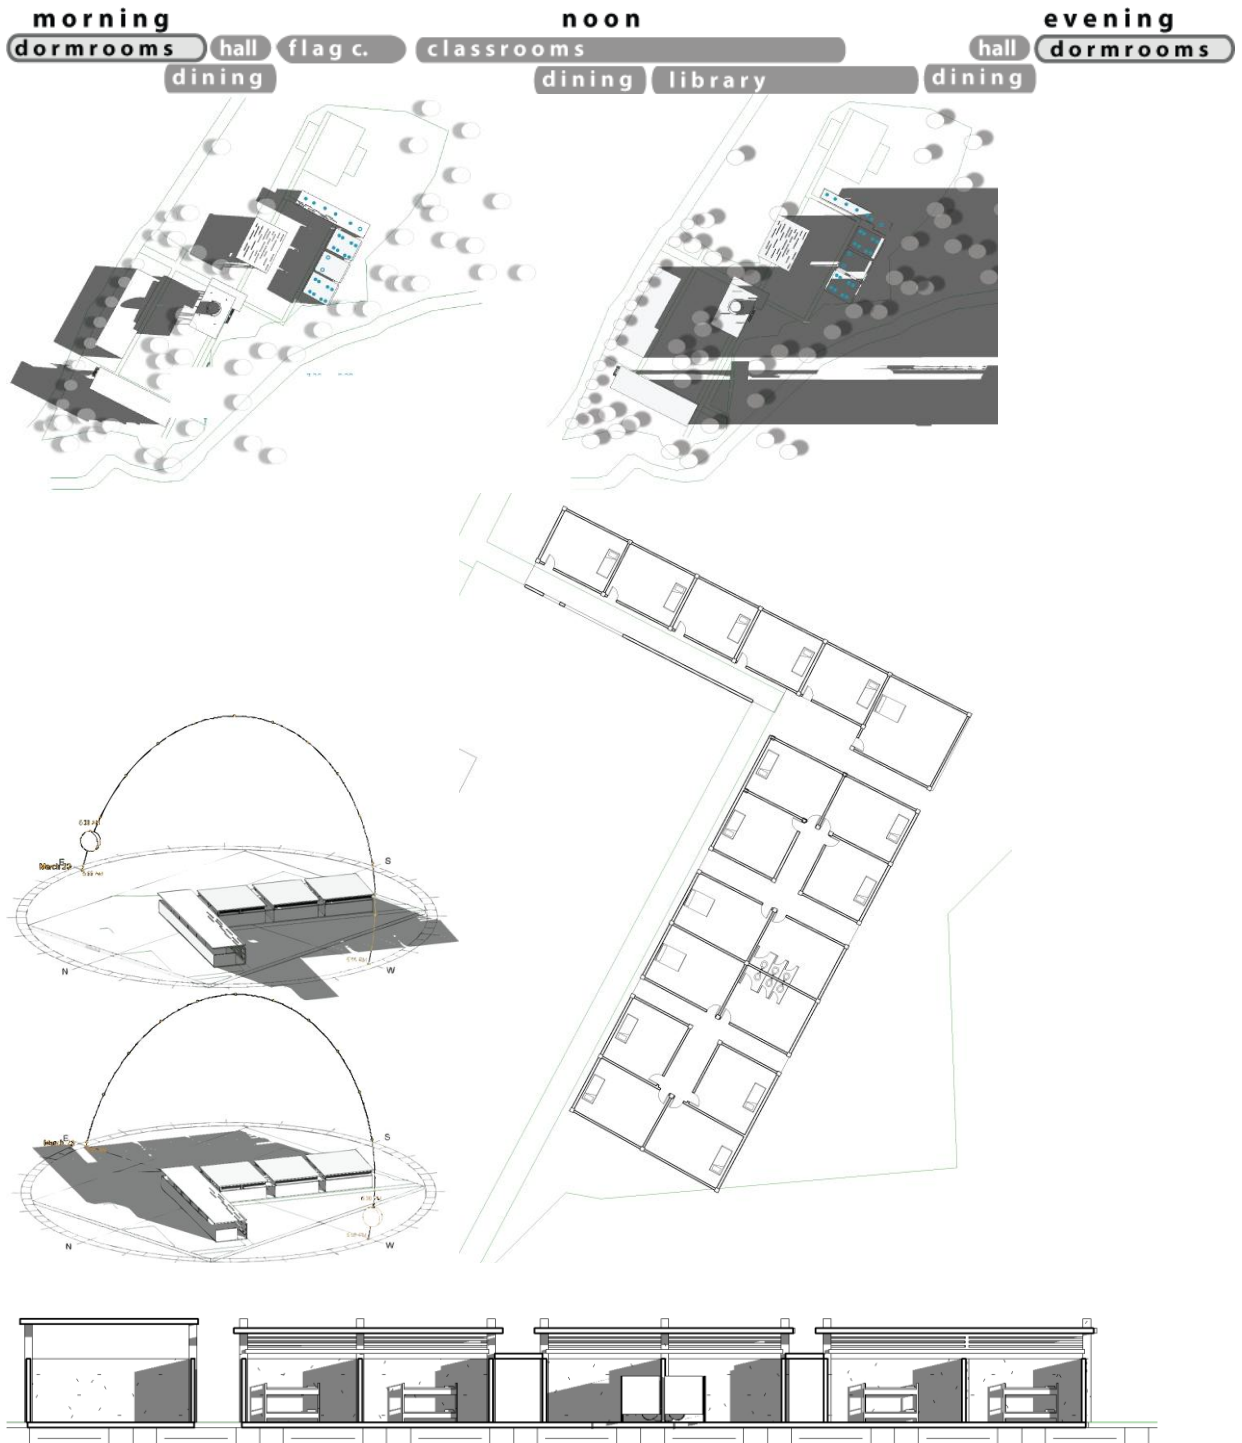 morning noon evening
dormrooms hall flag c. classrooms hall dormrooms
dining dining library dining
E
S
N
W
E
S
N
W